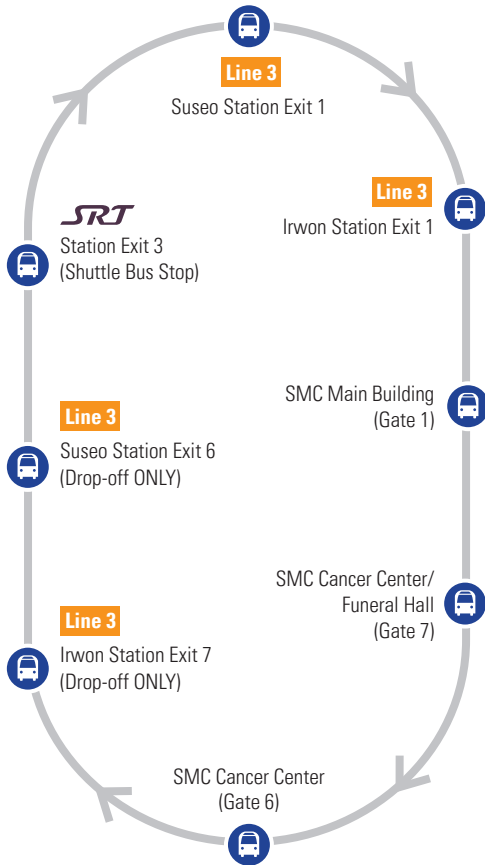 Line 3
Suseo Station Exit 1
Line 3
Irwon Station Exit 1
SRT
Station Exit 3
(Shuttle Bus Stop)
SMC Main Building
(Gate 1)
Line 3
Suseo Station Exit 6
(Drop-off ONLY)
SMC Cancer Center/
Funeral Hall
(Gate 7)
Line 3
Irwon Station Exit 7
(Drop-off ONLY)
SMC Cancer Center
(Gate 6)